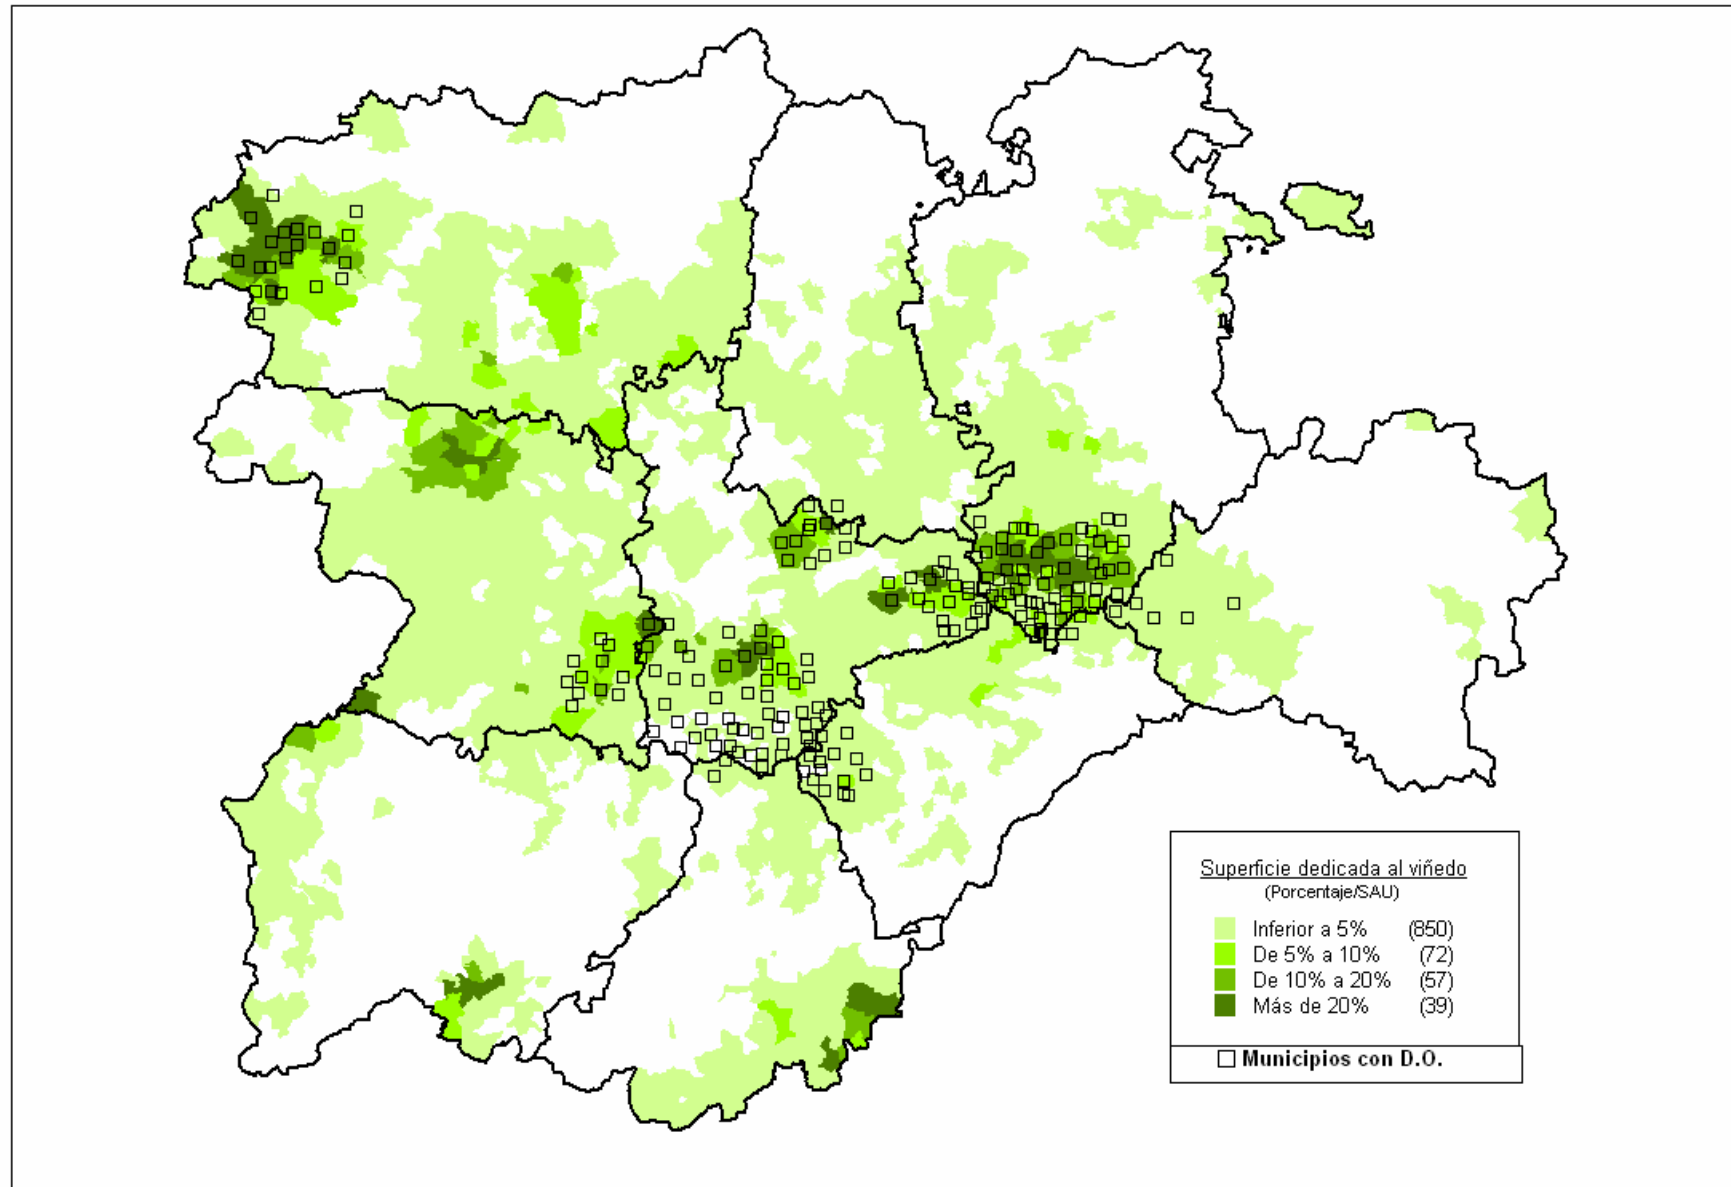 Superficie dedicada al viñedo
(Porcentaje/SAU)
Inferior a 5% (850)
De 5% a 10% (72)
De 10% a 20% (57)
Más de 20% (39)
Municipios con D.O.